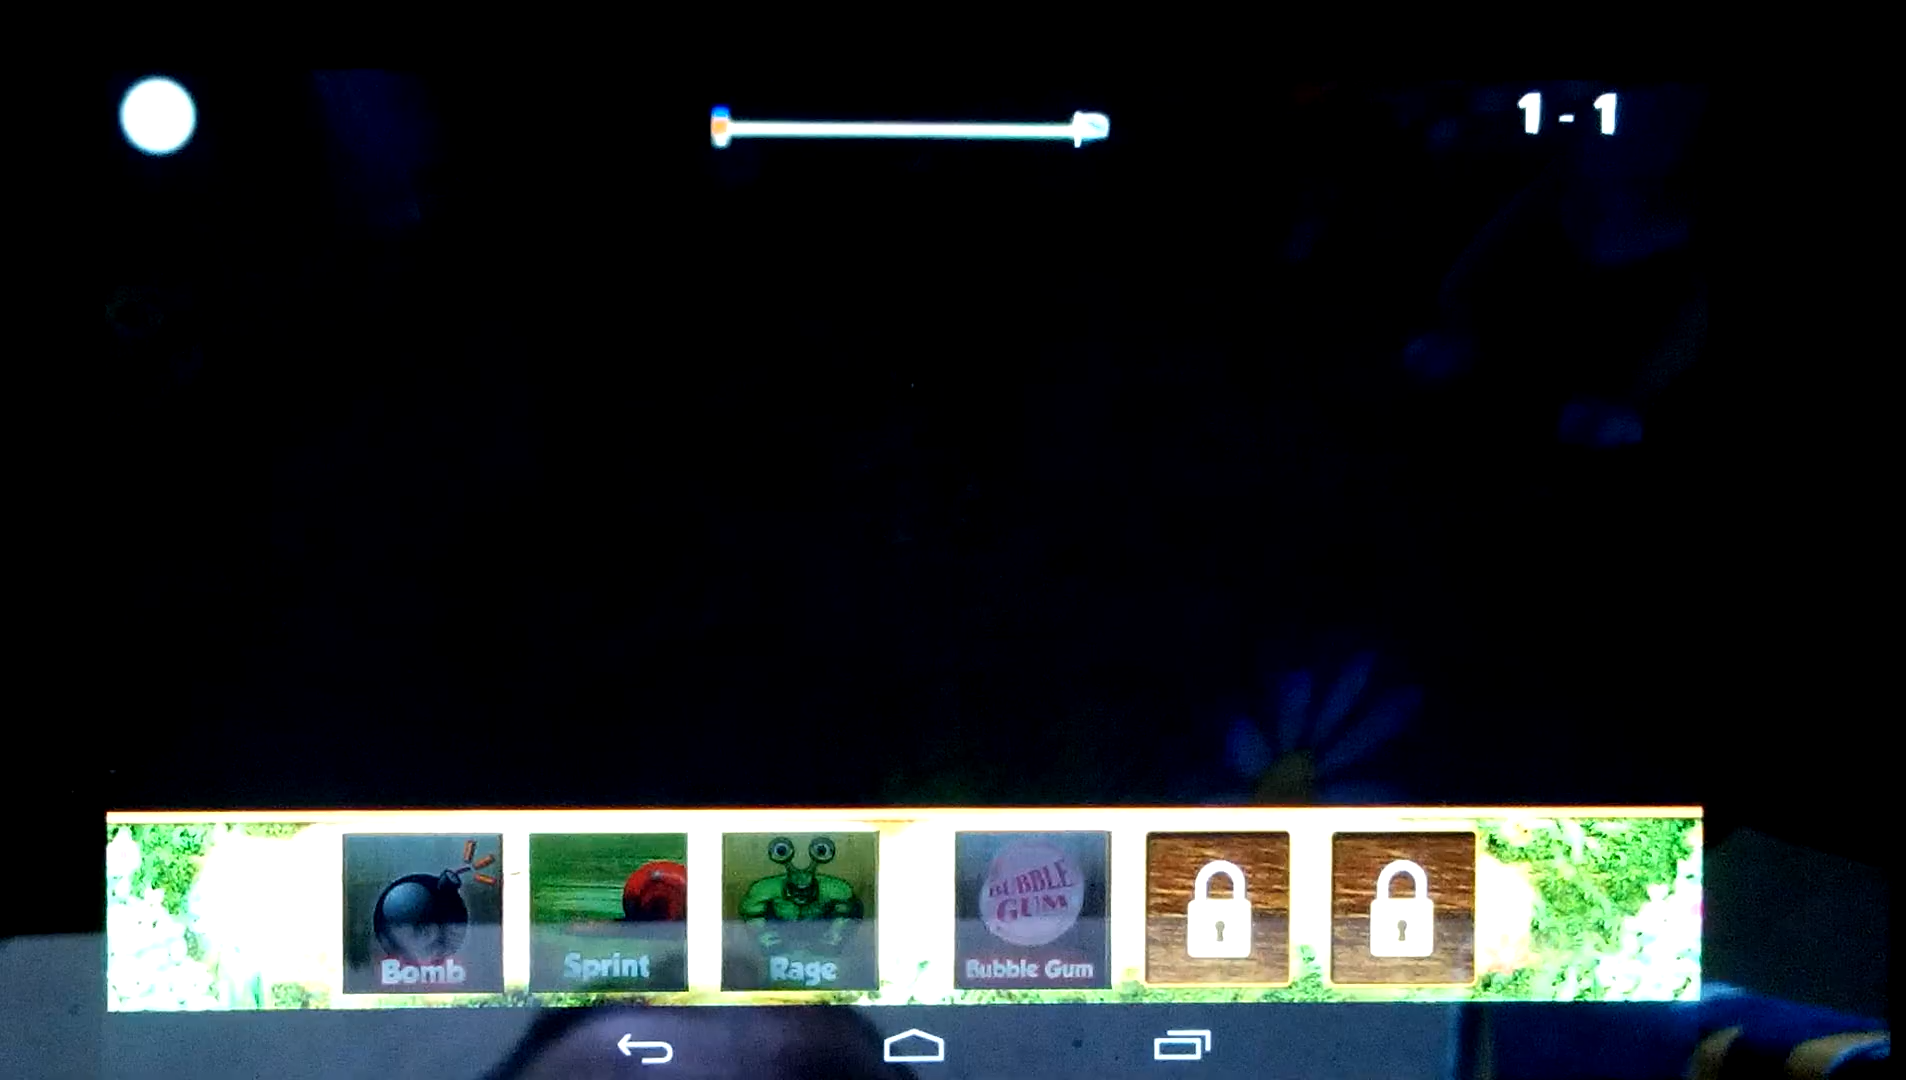 1 - 1
Bomb
Sprint
Rage
BUBBLE
GUM
Bubble Gum